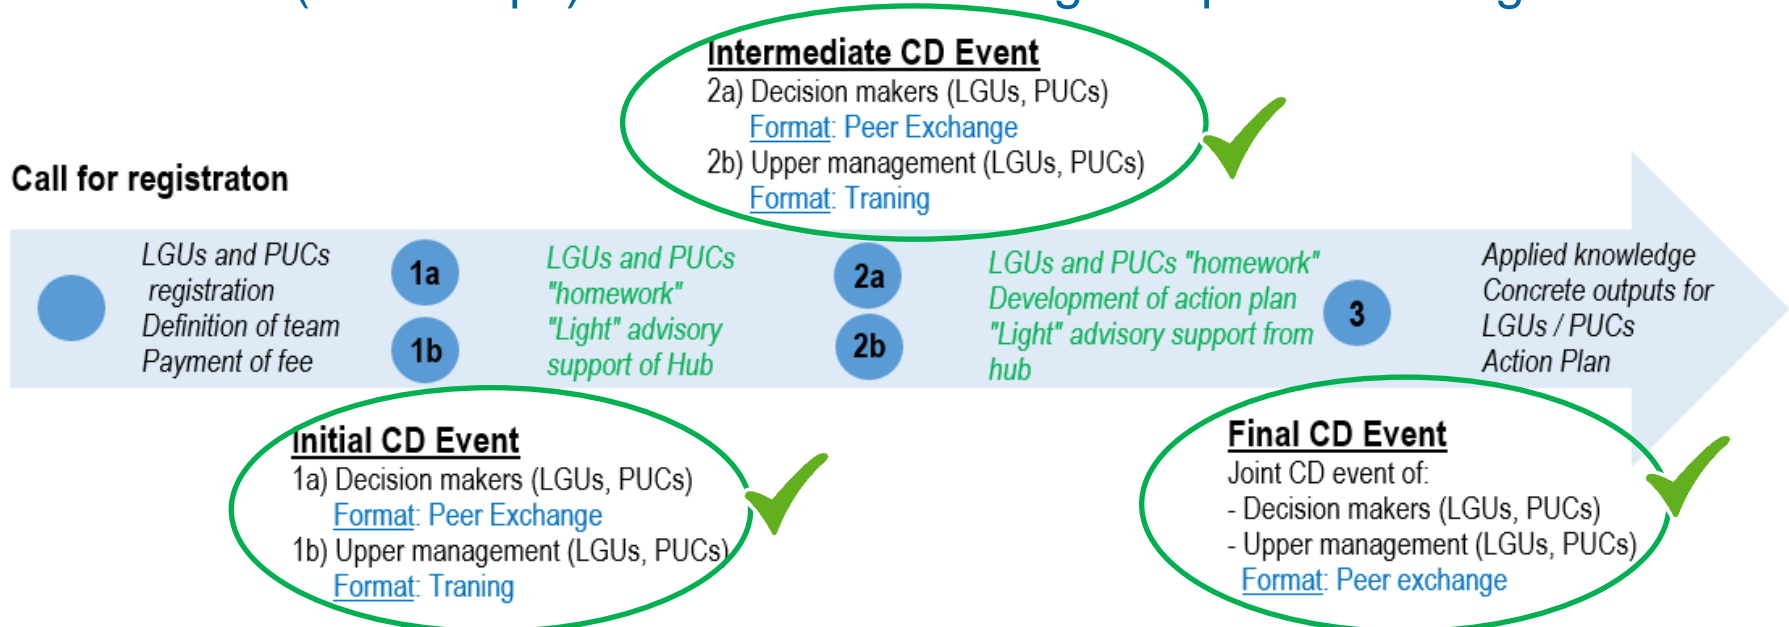 Intermediate CD Event
2a) Decision makers (LGUs, PUCs)
Format: Peer Exchange
2b) Upper management (LGUs, PUCs)
Format: Traning
Call for registraton
LGUs and PUCs
registration
Definition of team
Payment of fee
1a
1b
LGUs and PUCs
"homework"
"Light" advisory
support of Hub
2a
2b
LGUs and PUCs "homework"
Development of action plan
"Light" advisory support from
hub
3
Applied knowledge
Concrete outputs for
LGUs / PUCs
Action Plan
Initial CD Event
1a) Decision makers (LGUs, PUCs)
Format: Peer Exchange
1b) Upper management (LGUs, PUCs)
Format: Traning
Final CD Event
Joint CD event of:
- Decision makers (LGUs, PUCs)
- Upper management (LGUs, PUCs)
Format: Peer exchange